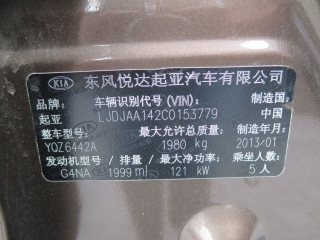 KIA 东风悦达起亚汽车有限公司
品牌: 车辆识别代号(VIN): 制造国:
起亚 LJDJAA142C0153779 中国
整车型号: 最大允许总质量: 制造年月:
YQZ6442A 1980 kg 2013/01
发动机型号/排量/最大净功率: 乘坐人数:
G4NA 1999 ml 121 kW 5人